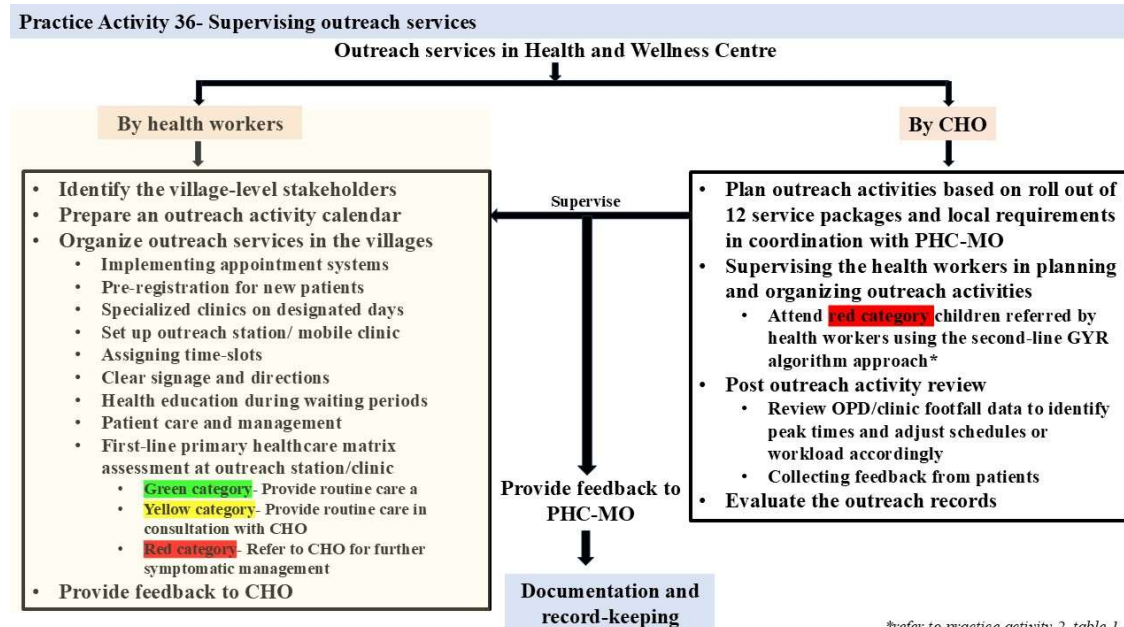 Practice Activity 36- Supervising outreach services
Outreach services in Health and Wellness Centre
By health workers
• Identify the village-level stakeholders
• Prepare an outreach activity calendar
• Organize outreach services in the villages
• Implementing appointment systems
• Pre-registration for new patients
• Specialized clinics on designated days
• Set up outreach station/ mobile clinic
• Assigning time-slots
• Clear signage and directions
• Health education during waiting periods
• Patient care and management
• First-line primary healthcare matrix
assessment at outreach station/clinic
• Green category- Provide routine care a
• Yellow category- Provide routine care in
consultation with CHO
• Red category- Refer to CHO for further
symptomatic management
• Provide feedback to CHO
Supervise
Provide feedback to
PHC-MO
Documentation and
record-keeping
By CHO
• Plan outreach activities based on roll out of
12 service packages and local requirements
in coordination with PHC-MO
• Supervising the health workers in planning
and organizing outreach activities
• Attend red category children referred by
health workers using the second-line GYR
algorithm approach*
• Post outreach activity review
• Review OPD/clinic footfall data to identify
peak times and adjust schedules or
workload accordingly
• Collecting feedback from patients
• Evaluate the outreach records
*refer to practice activity 2, table 1